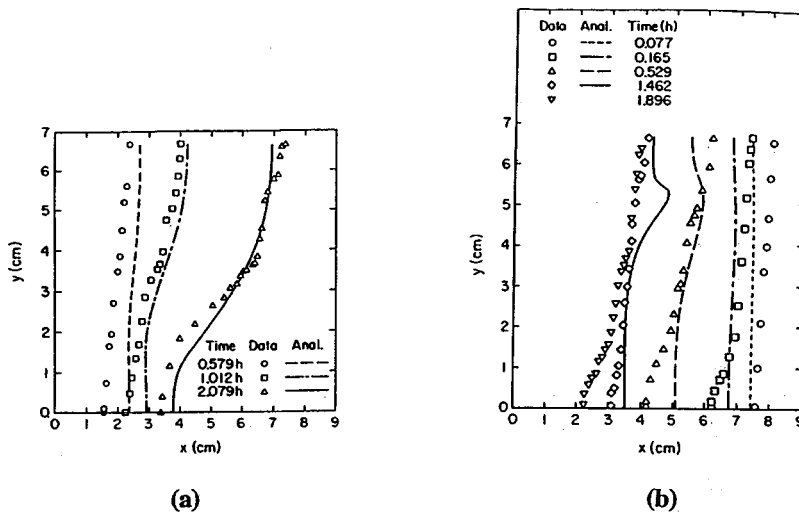 7
6
5
4
3
2
1
0
y (cm)
Time Data Anal.
0.579h
1.012h
2.079h
0 1 2 3 4 5 6 7 8 9
x (cm)
(a)
Data Anal. Time(h)
0.077
0.165
0.529
1.462
1.896
7
6
5
4
3
2
1
0
y (cm)
0 1 2 3 4 5 6 7 8 9
x (cm)
(b)